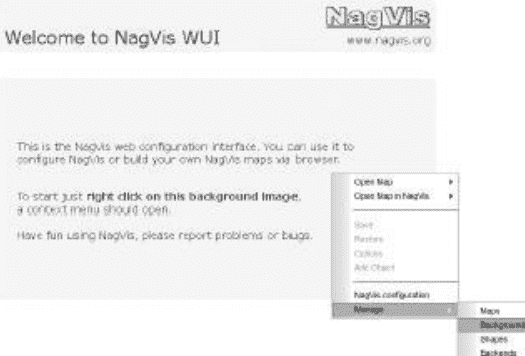 NagVis
Welcome to NagVis WUI
www.nagvis.org
This is the NagVis web configuration interface. You can use it to
configure NagVis or build your own NagVis maps via browser.
To start just right click on this background image,
a context menu should open.
Have fun using NagVis, please report problems or bugs.
Open Map
Open Map in NagVis
Save
Restore
Options
Add Object
NagVis configuration
Manage
Maps
Background
Shapes
Backends